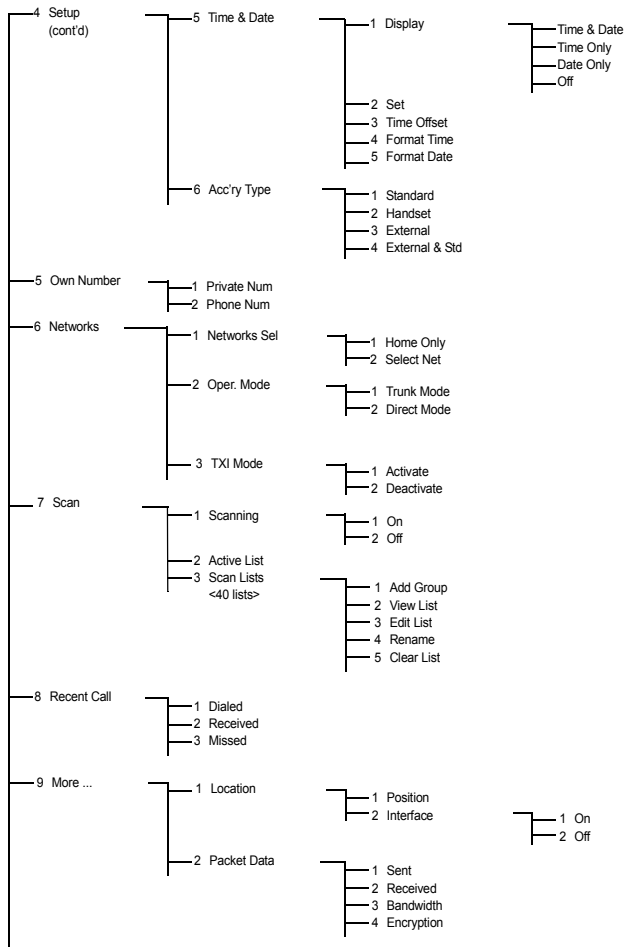 4 Setup
(cont'd)
5 Time & Date
1 Display
Time & Date
Time Only
Date Only
Off
2 Set
3 Time Offset
4 Format Time
5 Format Date
6 Acc'ry Type
1 Standard
2 Handset
3 External
4 External & Std
5 Own Number
1 Private Num
2 Phone Num
6 Networks
1 Networks Sel
1 Home Only
2 Select Net
2 Oper. Mode
1 Trunk Mode
2 Direct Mode
3 TXI Mode
1 Activate
2 Deactivate
7 Scan
1 Scanning
1 On
2 Off
2 Active List
3 Scan Lists
<40 lists>
1 Add Group
2 View List
3 Edit List
4 Rename
5 Clear List
8 Recent Call
1 Dialed
2 Received
3 Missed
9 More ...
1 Location
1 Position
2 Interface
1 On
2 Off
2 Packet Data
1 Sent
2 Received
3 Bandwidth
4 Encryption